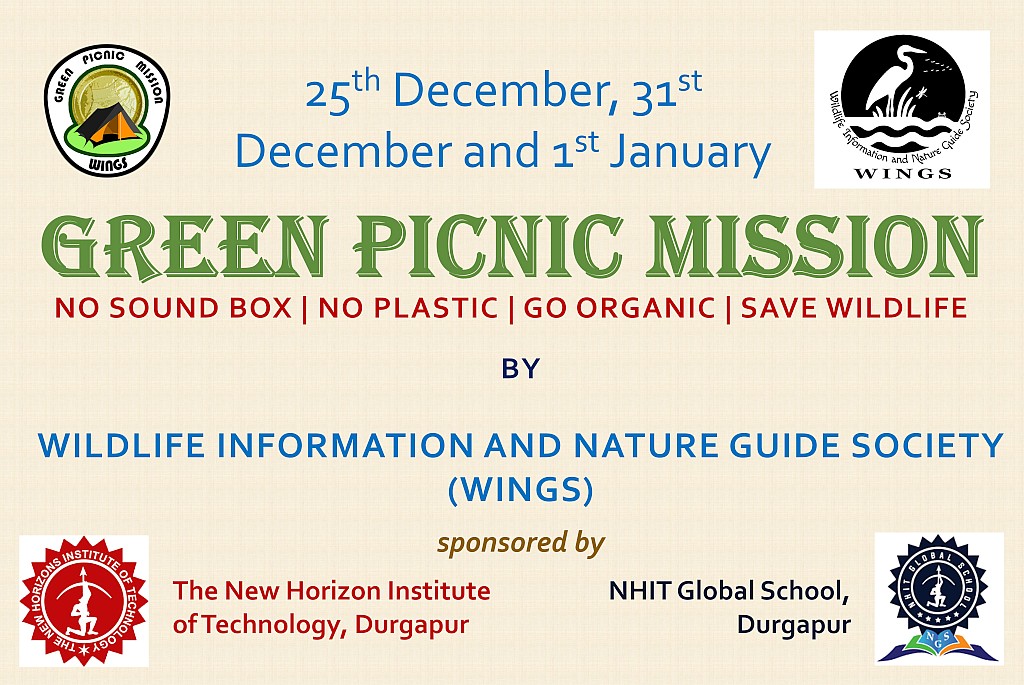 GREEN PICNIC MISSION
WINGS
25th December, 31st
December and 1st January
Wildlife Information and Nature Guide Society
WINGS
GREEN PICNIC MISSION
NO SOUND BOX | NO PLASTIC | GO ORGANIC | SAVE WILDLIFE
BY
WILDLIFE INFORMATION AND NATURE GUIDE SOCIETY
(WINGS)
sponsored by
THE NEW HORIZONS INSTITUTE OF TECHNOLOGY
The New Horizon Institute
of Technology, Durgapur
NHIT Global School,
Durgapur
NHIT GLOBAL SCHOOL
NGS